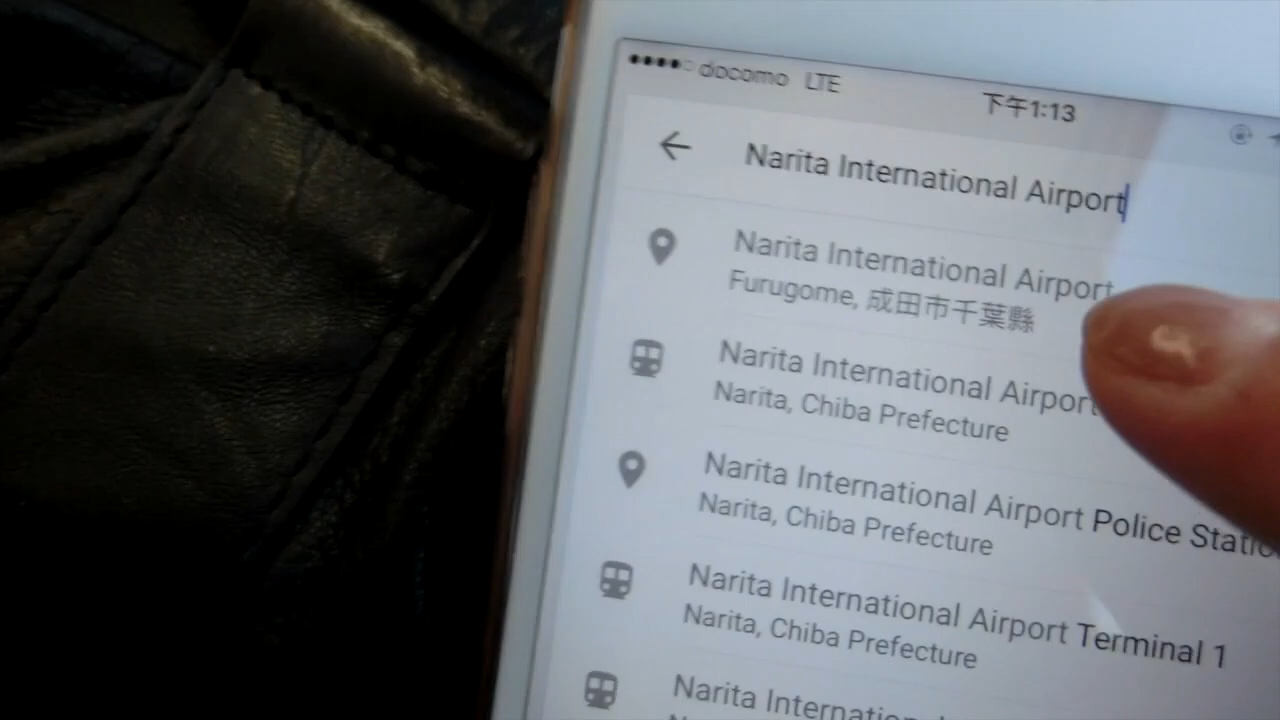 docomo LTE 下午1:13
Narita International Airport
Narita International Airport
Furugome, 成田市千葉縣
Narita International Airport
Narita, Chiba Prefecture
Narita International Airport Police
Narita, Chiba Prefecture
Narita International Airport Terminal 1
Narita, Chiba Prefecture
Narita